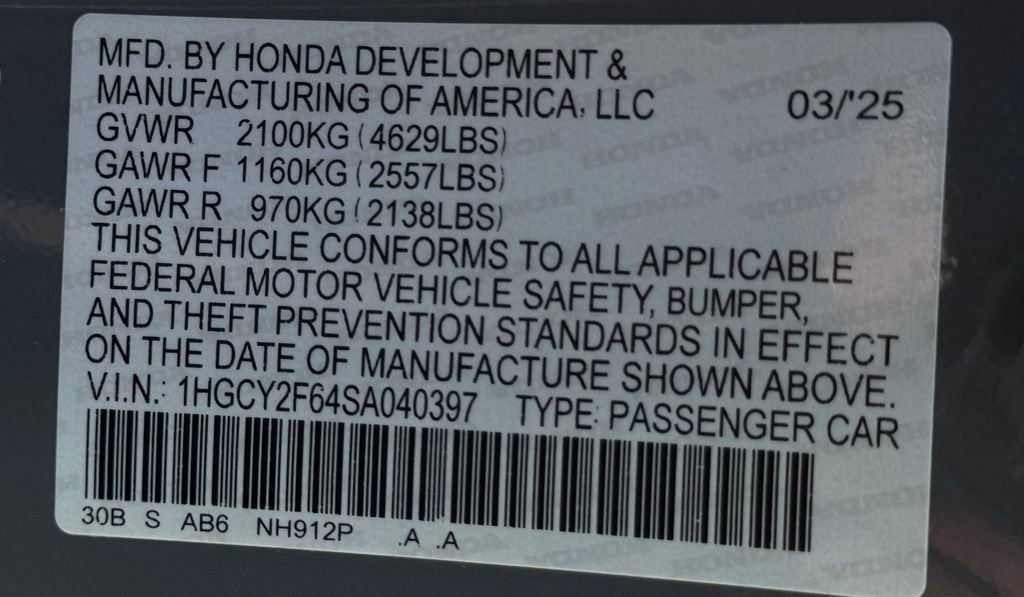 MFD. BY HONDA DEVELOPMENT &
MANUFACTURING OF AMERICA, LLC 03/'25
GVWR 2100KG (4629LBS)
GAWR F 1160KG (2557LBS)
GAWR R 970KG (2138LBS)
THIS VEHICLE CONFORMS TO ALL APPLICABLE
FEDERAL MOTOR VEHICLE SAFETY, BUMPER,
AND THEFT PREVENTION STANDARDS IN EFFECT
ON THE DATE OF MANUFACTURE SHOWN ABOVE.
V.I.N.: 1HGCY2F64SA040397 TYPE: PASSENGER CAR
30B S AB6 NH912P .A .A